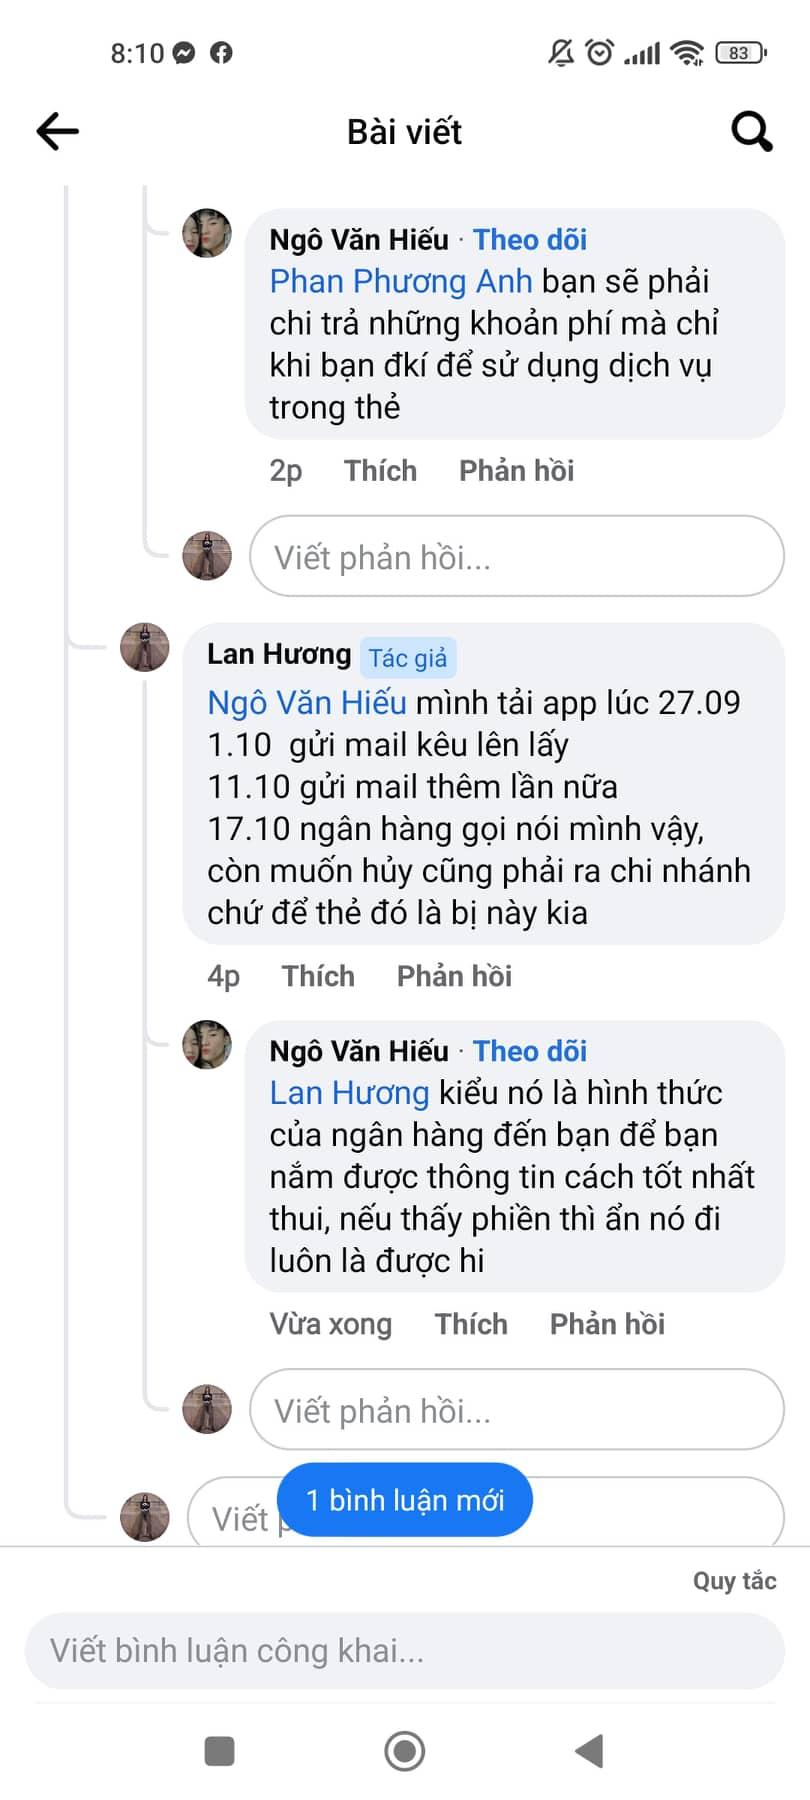 8:10
83
Bài viết
Ngô Văn Hiếu · Theo dõi
Phan Phương Anh bạn sẽ phải
chi trả những khoản phí mà chỉ
khi bạn đkí để sử dụng dịch vụ
trong thẻ
2p Thích Phản hồi
Viết phản hồi...
Lan Hương Tác giả
Ngô Văn Hiếu mình tải app lúc 27.09
1.10 gửi mail kêu lên lấy
11.10 gửi mail thêm lần nữa
17.10 ngân hàng gọi nói mình vậy,
còn muốn hủy cũng phải ra chi nhánh
chứ để thẻ đó là bị này kia
4p Thích Phản hồi
Ngô Văn Hiếu · Theo dõi
Lan Hương kiểu nó là hình thức
của ngân hàng đến bạn để bạn
nắm được thông tin cách tốt nhất
thui, nếu thấy phiền thì ẩn nó đi
luôn là được hi
Vừa xong Thích Phản hồi
Viết phản hồi...
1 bình luận mới
Viết
Quy tắc
Viết bình luận công khai...